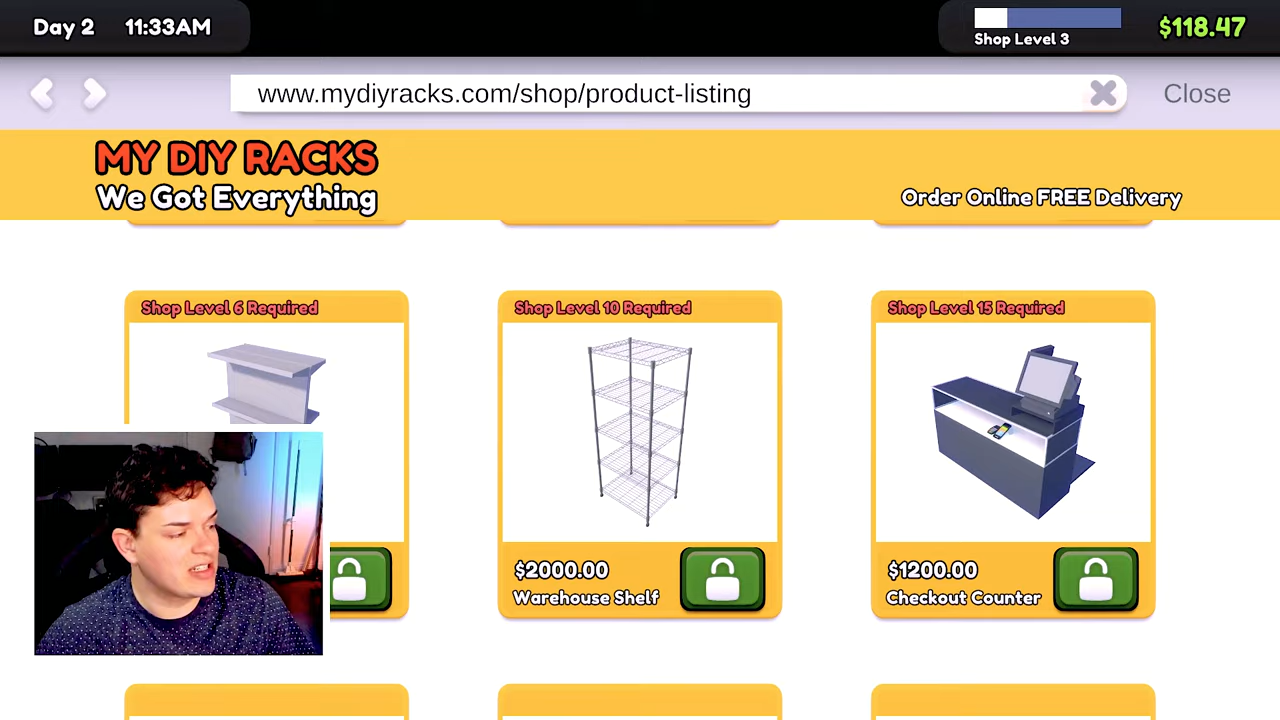 Day 2 11:33AM
Shop Level 3
$118.47
www.mydiyracks.com/shop/product-listing
Close
MY DIY RACKS
We Got Everything
Order Online FREE Delivery
Shop Level 6 Required
Shop Level 10 Required
$2000.00
Warehouse Shelf
Shop Level 15 Required
$1200.00
Checkout Counter